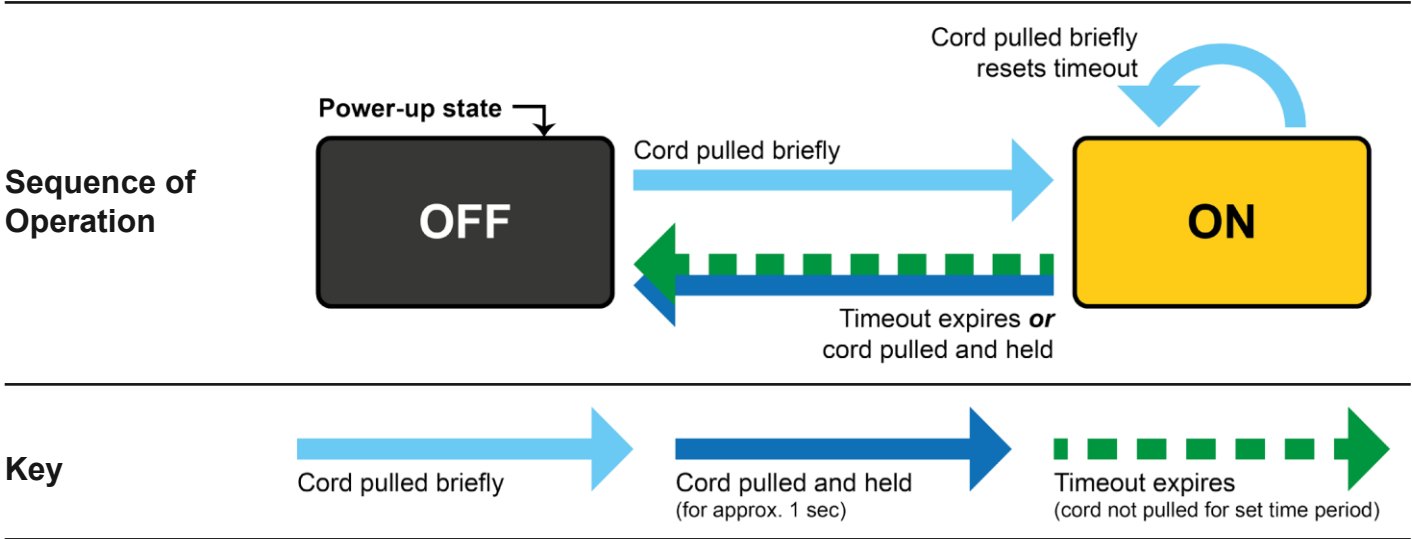 Cord pulled briefly
resets timeout
Power-up state
Sequence of
Operation
OFF
Cord pulled briefly
ON
Timeout expires or
cord pulled and held
Key
Cord pulled briefly
Cord pulled and held
(for approx. 1 sec)
Timeout expires
(cord not pulled for set time period)